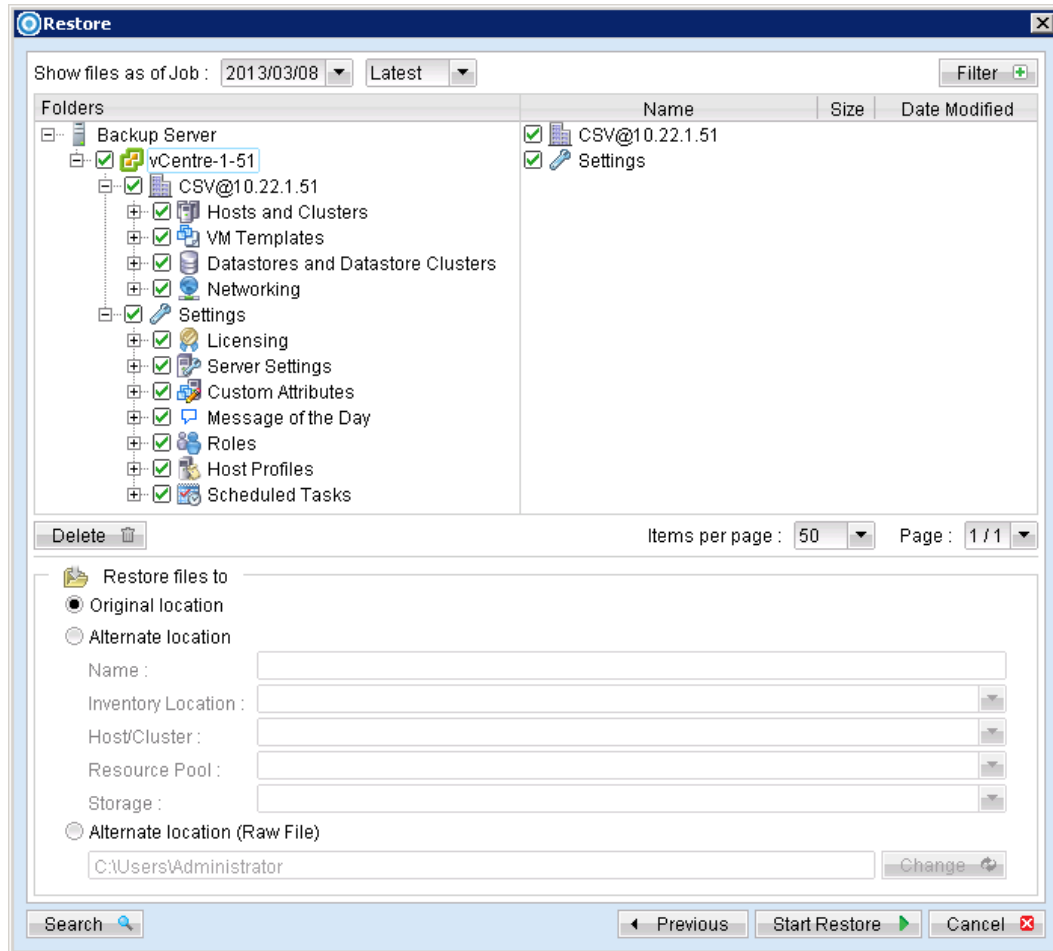 Restore
Show files as of Job : 2013/03/08 Latest Filter
Folders Name Size Date Modified
Backup Server
vCentre-1-51
CSV@10.22.1.51
Hosts and Clusters
VM Templates
Datastores and Datastore Clusters
Networking
Settings
Licensing
Server Settings
Custom Attributes
Message of the Day
Roles
Host Profiles
Scheduled Tasks
CSV@10.22.1.51
Settings
Delete Items per page : 50 Page : 1 / 1
Restore files to
Original location
Alternate location
Name :
Inventory Location :
Host/Cluster :
Resource Pool :
Storage :
Alternate location (Raw File)
C:\Users\Administrator Change
Search Previous Start Restore Cancel